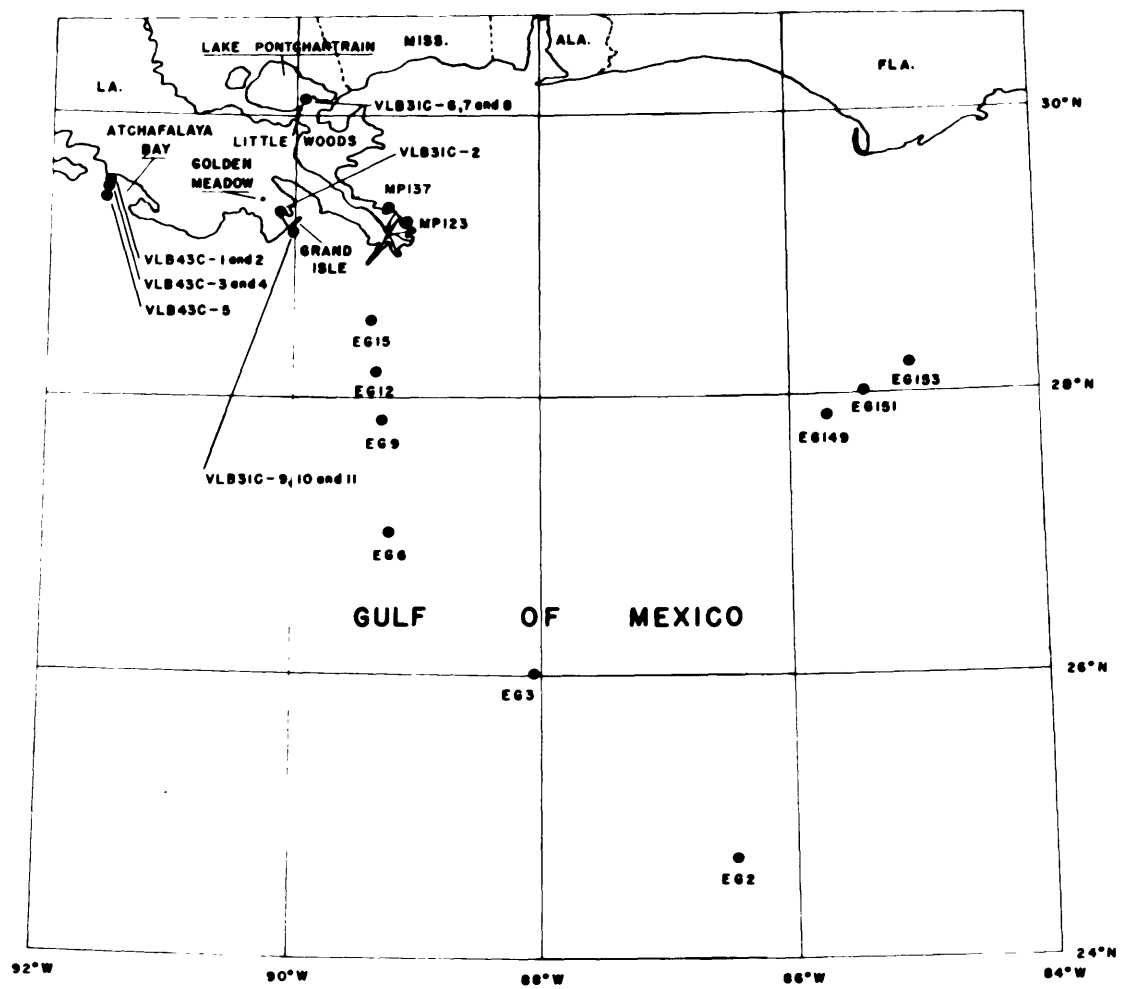 LAKE PONTCHARTRAIN
MISS.
ALA.
FLA.
LA.
30°N
VLB31C-6,7 and 8
ATCHAFALAYA
BAY
LITTLE WOODS
VLB31C-2
GOLDEN
MEADOW
MP137
MP123
GRAND
ISLE
VLB43C-1 and 2
VLB43C-3 and 4
VLB43C-5
EG15
EG12
EG9
EG153
28°N
EG151
EG149
VLB31C-9,10 and 11
EG6
GULF OF MEXICO
26°N
EG3
EG2
24°N
92°W
90°W
88°W
86°W
84°W